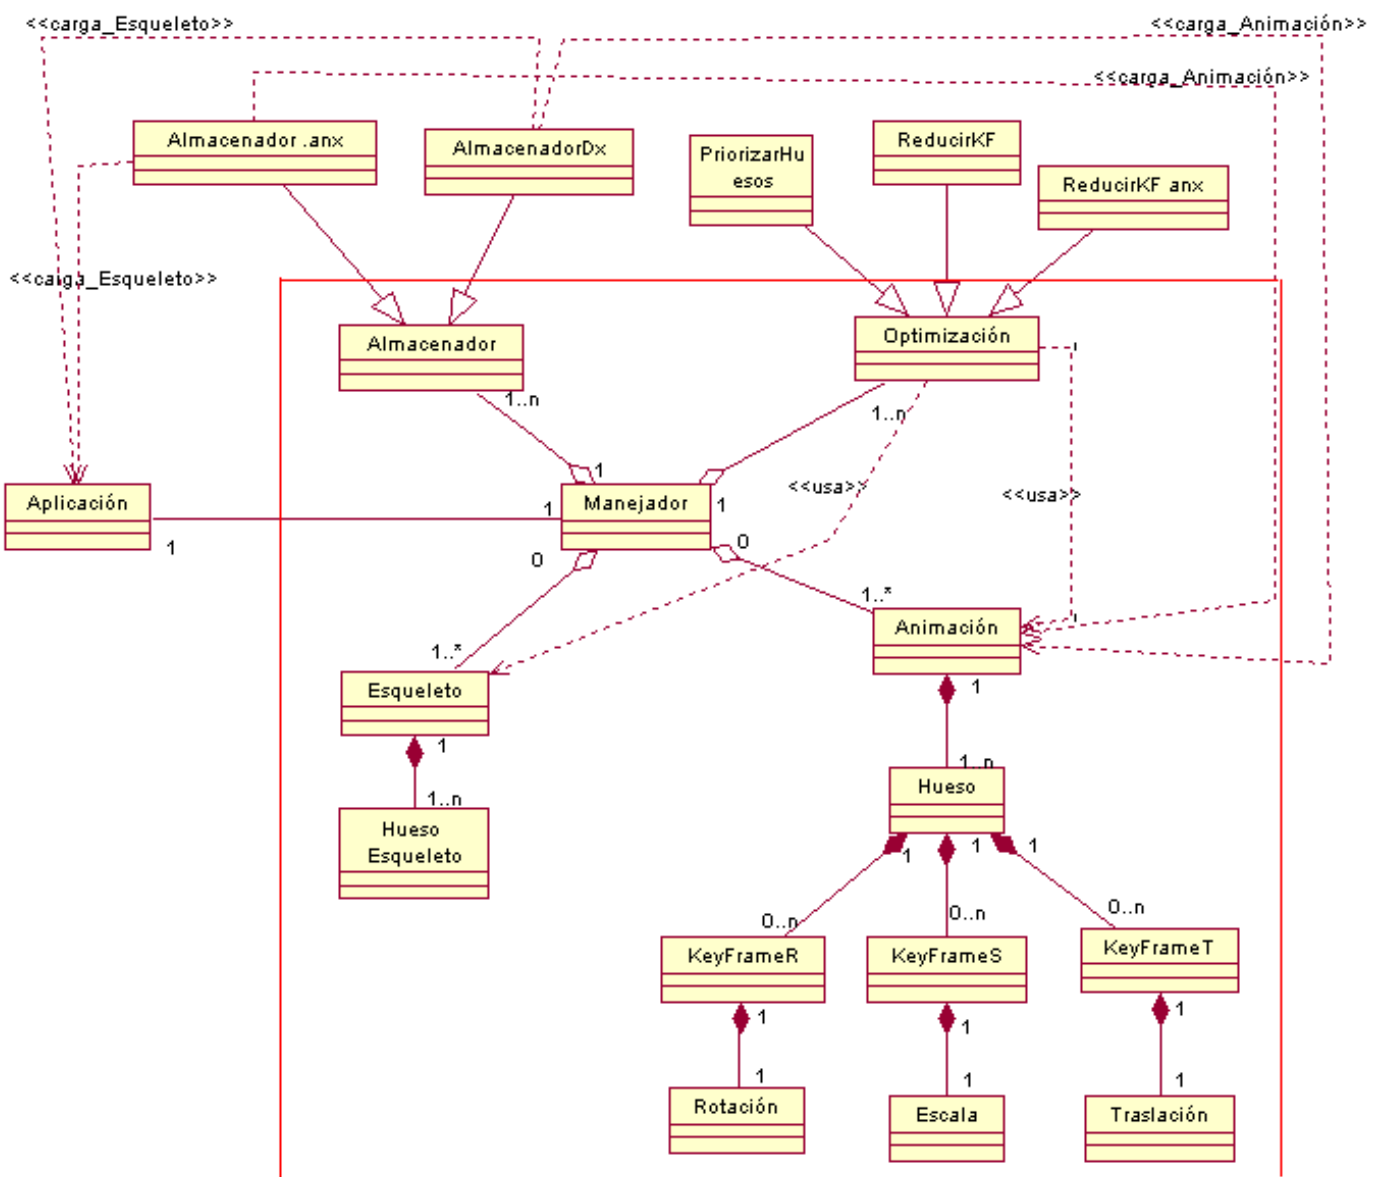 <<carga_Esqueleto>>
<<carga_Animación>>
<<carga_Animación>>
Almacenador .anx
AlmacenadorDx
PriorizarHu
esos
ReducirKF
ReducirKF anx
<<carga_Esqueleto>>
Almacenador
Optimización
1..n
1..n
1
1
<<usa>>
<<usa>>
Aplicación
Manejador
1
1
0
0
1..*
1..*
Animación
1
Esqueleto
1
1..n
1..n
Hueso
Hueso
Esqueleto
1
1
1
0..n
0..n
0..n
KeyFrameR
KeyFrameS
KeyFrameT
1
1
1
1
1
1
Rotación
Escala
Traslación